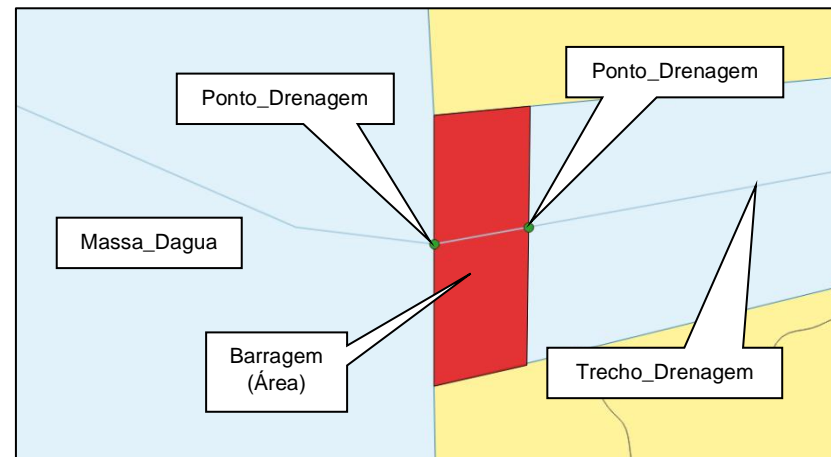 Ponto_Drenagem
Ponto_Drenagem
Massa_Dagua
Barragem
(Área)
Trecho_Drenagem